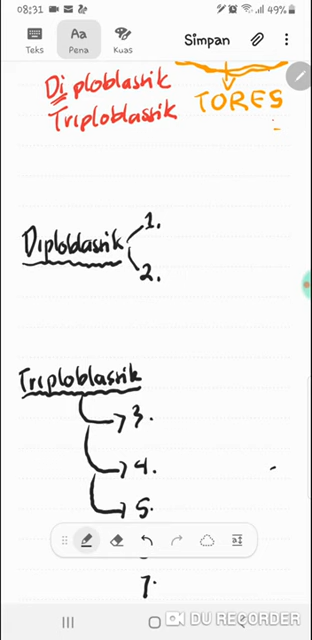 08:31 49%
Teks Pena Kuas Simpan
Diploblastik TORES
Triploblastik
Diploblastik 1.
2.
Triploblastik
3.
4.
5.
7.
DU RECORDER